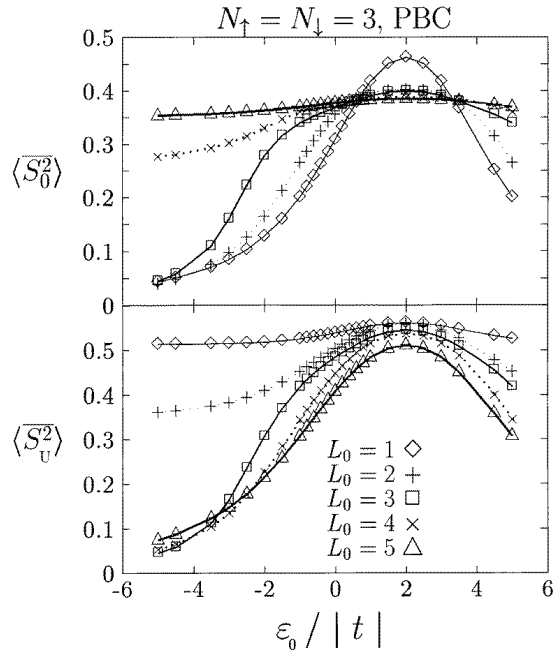 N↑ = N↓ = 3, PBC
0.5
0.4
0.3
0.2
0.1
0
⟨S̅₀²⟩
0.5
0.4
0.3
0.2
0.1
0
⟨S̅ᵤ²⟩
L₀ = 1 ◇
L₀ = 2 +
L₀ = 3 □
L₀ = 4 ×
L₀ = 5 △
-6 -4 -2 0 2 4 6
ε₀ / | t |